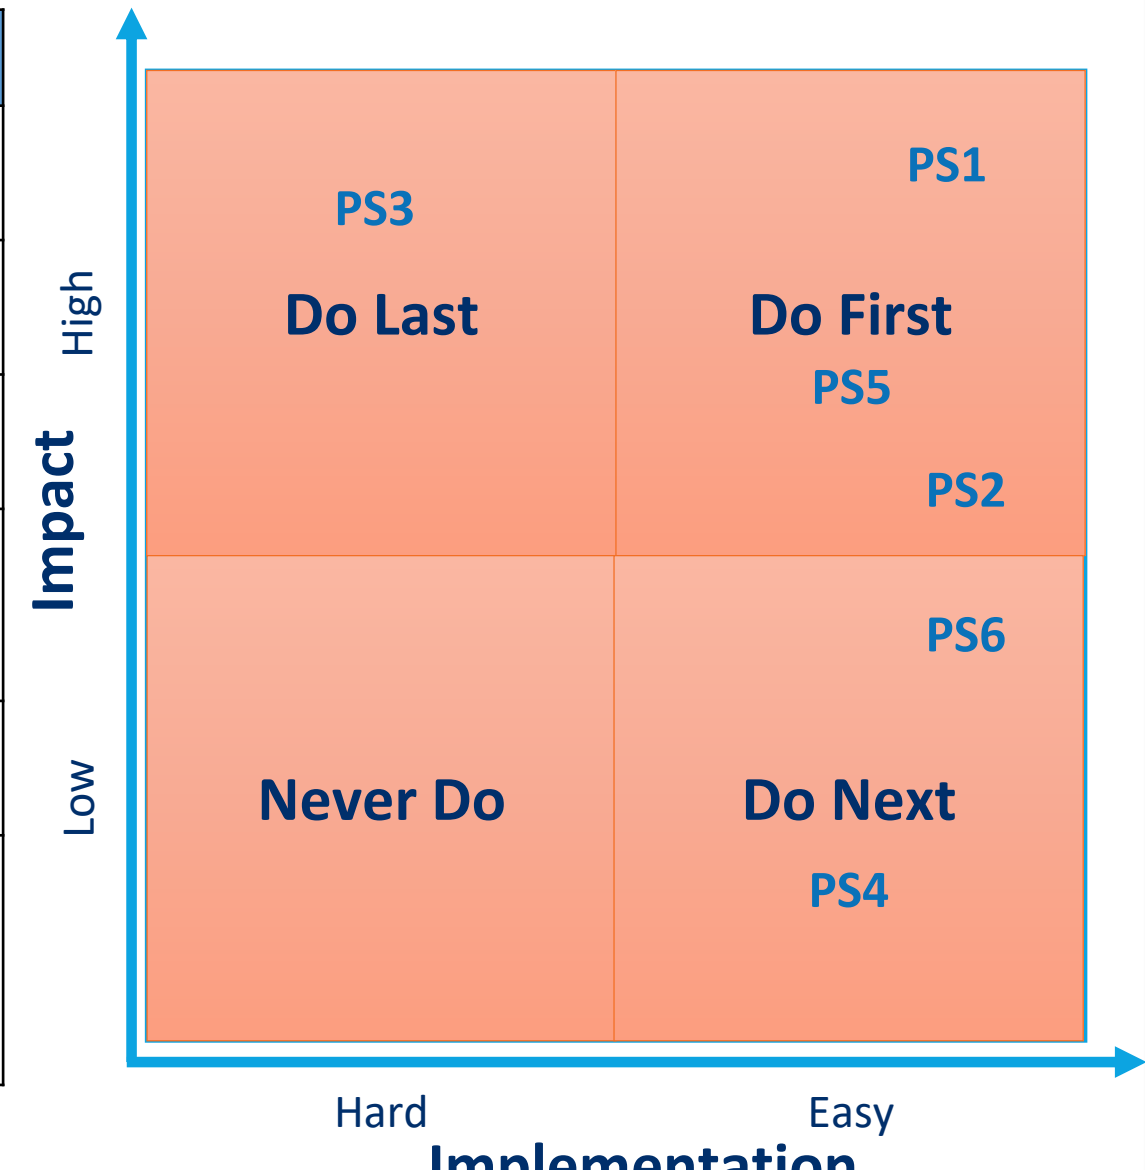 PS1
PS3
Do Last
Do First
PS5
PS2
High
Impact
PS6
Never Do
Do Next
Low
PS4
Hard
Easy
Implementation